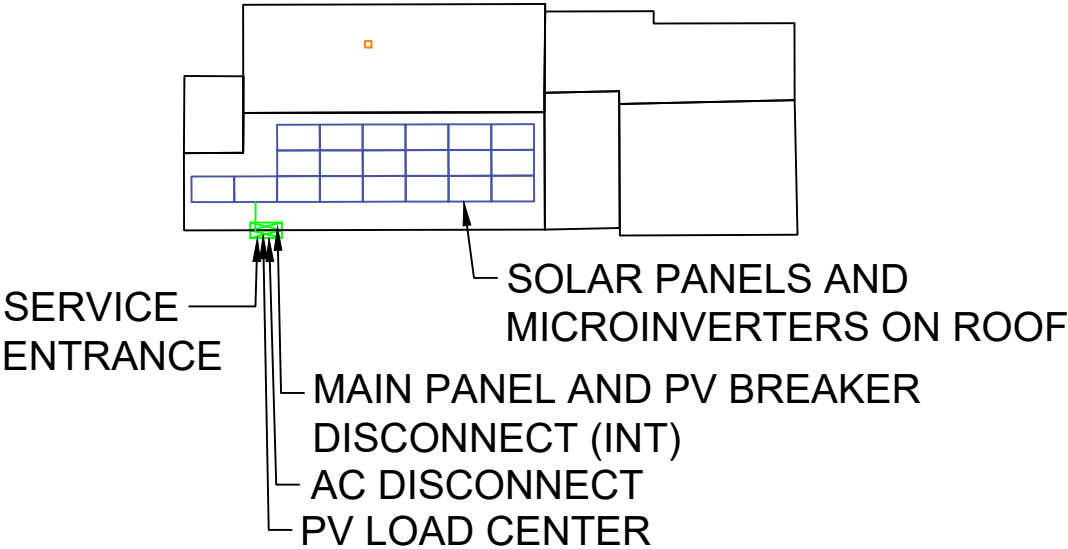 SOLAR PANELS AND
MICROINVERTERS ON ROOF
SERVICE
ENTRANCE
MAIN PANEL AND PV BREAKER
DISCONNECT (INT)
AC DISCONNECT
PV LOAD CENTER